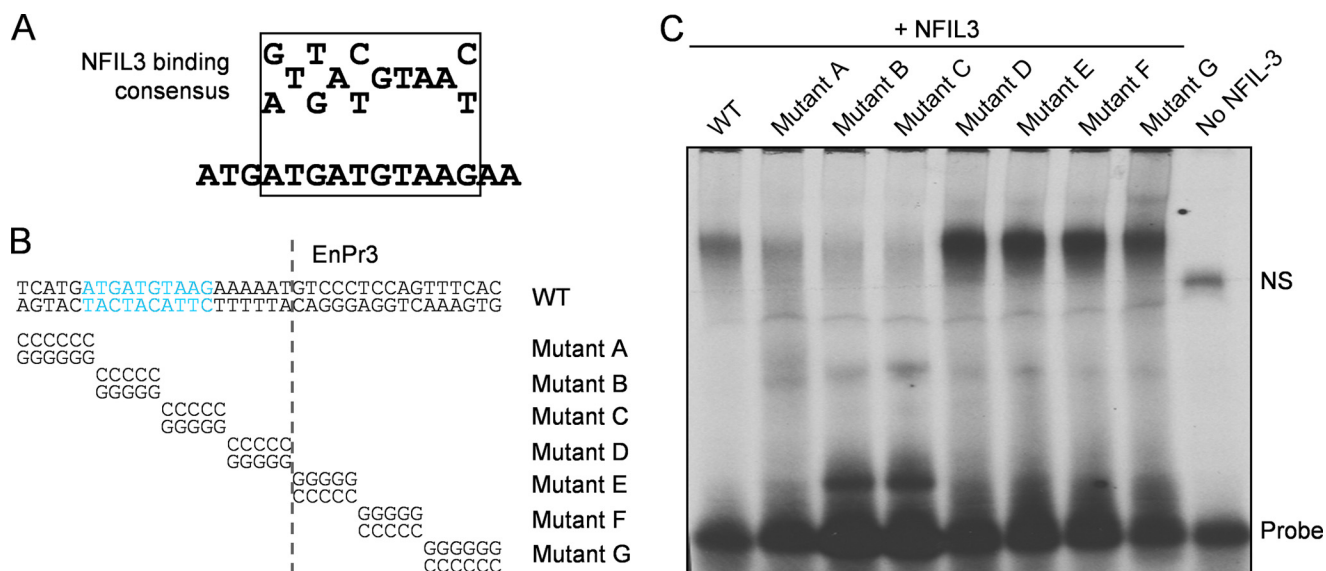 A
NFIL3 binding
consensus
G T C C
T A GTAA
A G T T
ATGATGATGTAAGAA
B
EnPr3
TCATGATGATGTAAGAAAAATGTCCCTCCAGTTTCAC
AGTACTACTACATTCTTTTTACAGGGAGGTCAAAGTG
WT
CCCCCC
GGGGGG
Mutant A
CCCCC
GGGGG
Mutant B
CCCCC
GGGGG
Mutant C
CCCCC
GGGGG
Mutant D
GGGGG
CCCCC
Mutant E
GGGGG
CCCCC
Mutant F
GGGGGG
CCCCCC
Mutant G
C
+ NFIL3
WT
Mutant A
Mutant B
Mutant C
Mutant D
Mutant E
Mutant F
Mutant G
No NFIL-3
NS
Probe